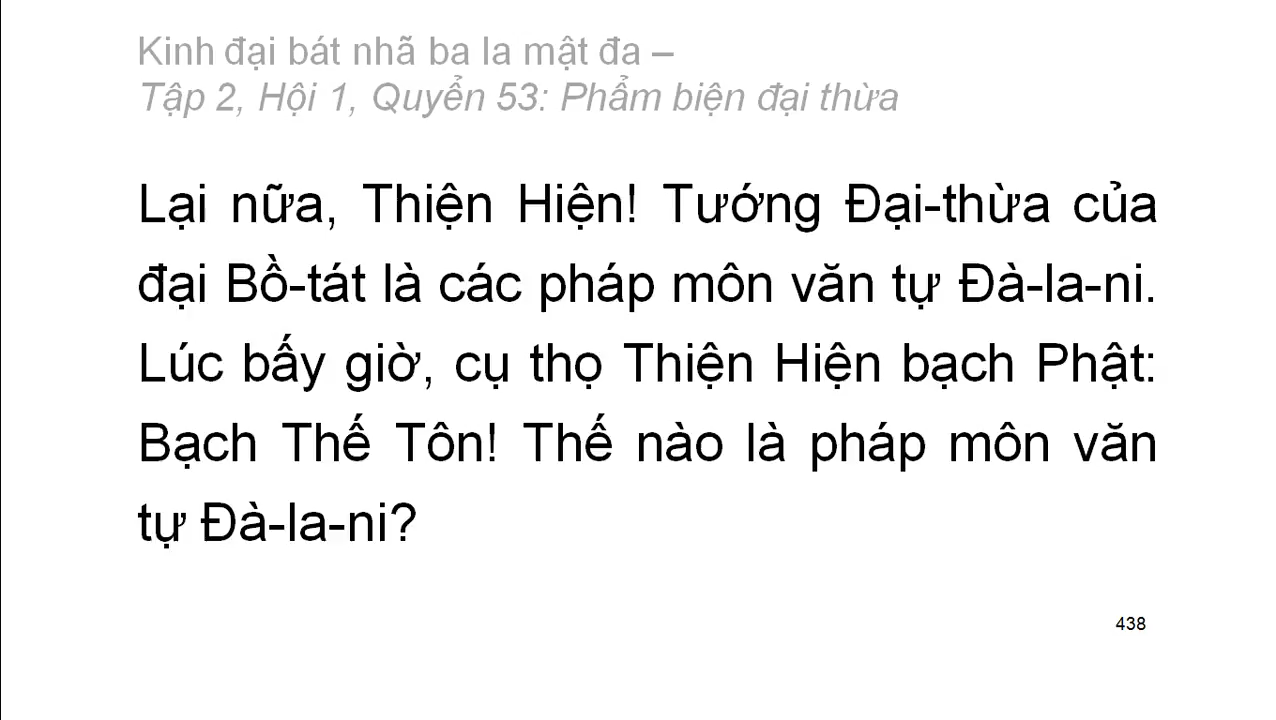 Kinh đại bát nhã ba la mật đa –
Tập 2, Hội 1, Quyển 53: Phẩm biện đại thừa
Lại nữa, Thiện Hiện! Tướng Đại-thừa của
đại Bồ-tát là các pháp môn văn tự Đà-la-ni.
Lúc bấy giờ, cụ thọ Thiện Hiện bạch Phật:
Bạch Thế Tôn! Thế nào là pháp môn văn
tự Đà-la-ni?
438